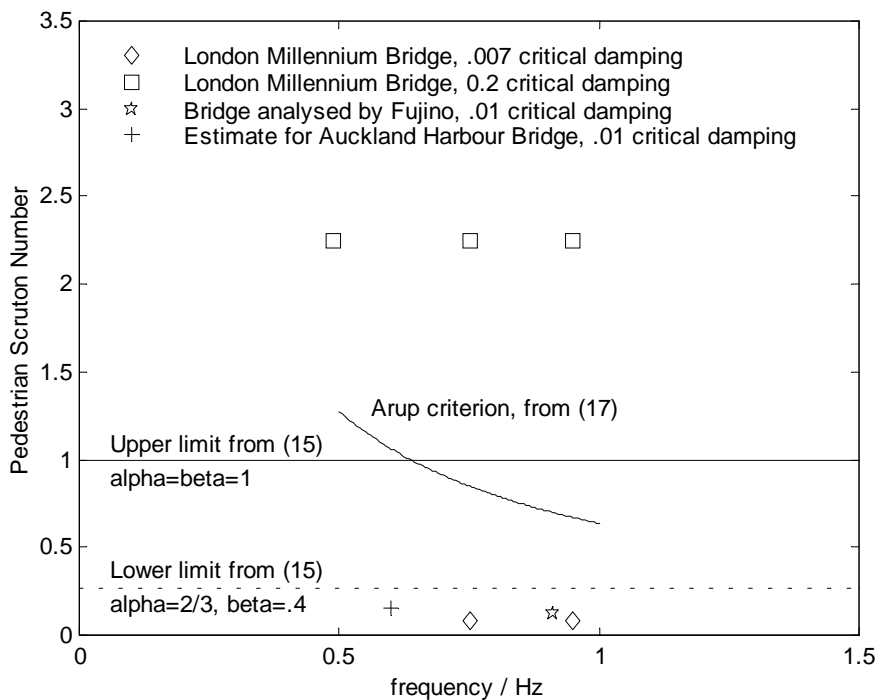 3.5
London Millennium Bridge, .007 critical damping
London Millennium Bridge, 0.2 critical damping
Bridge analysed by Fujino, .01 critical damping
Estimate for Auckland Harbour Bridge, .01 critical damping
3
2.5
2
1.5
1
0.5
0
Pedestrian Scruton Number
Arup criterion, from (17)
Upper limit from (15)
alpha=beta=1
Lower limit from (15)
alpha=2/3, beta=.4
0
0.5
1
1.5
frequency / Hz